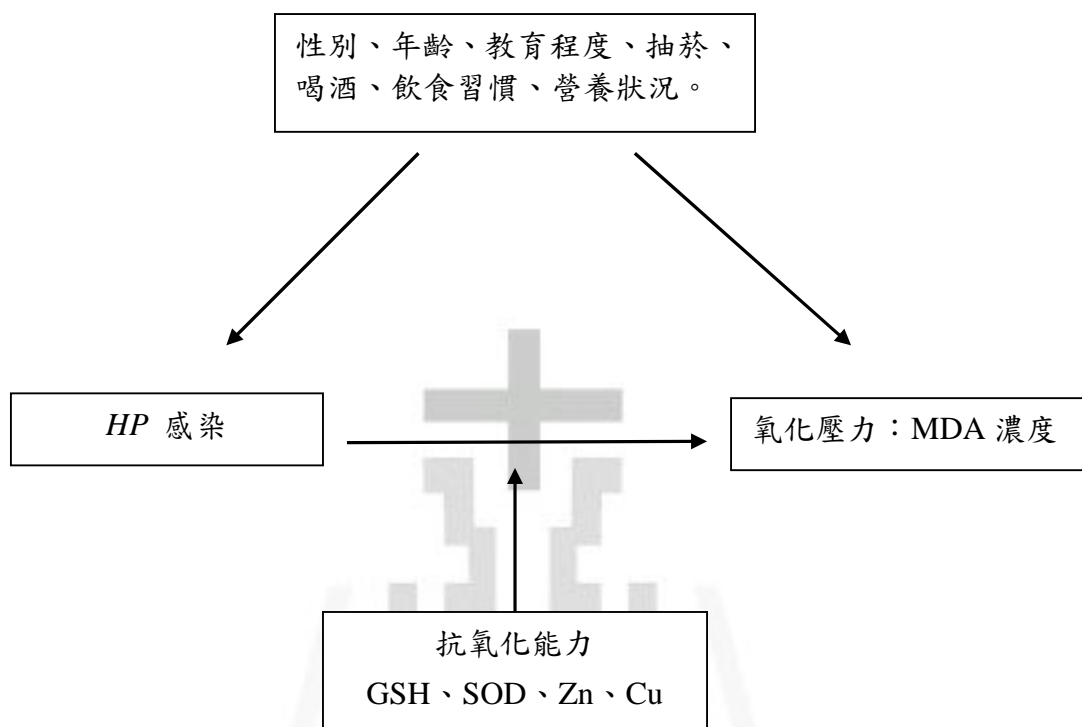 性別、年齡、教育程度、抽菸、
喝酒、飲食習慣、營養狀況。
HP 感染
氧化壓力：MDA 濃度
抗氧化能力
GSH、SOD、Zn、Cu